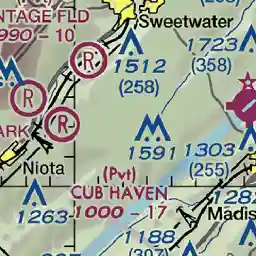 NTAGE FLD
990 - 10
Sweetwater
1723
(358)
1512
(258)
R
R
R
ARK
1591
1303
(255)
Niota
(Pvt)
CUB HAVEN
1000 - 17
1263
Madis
1188
(307)